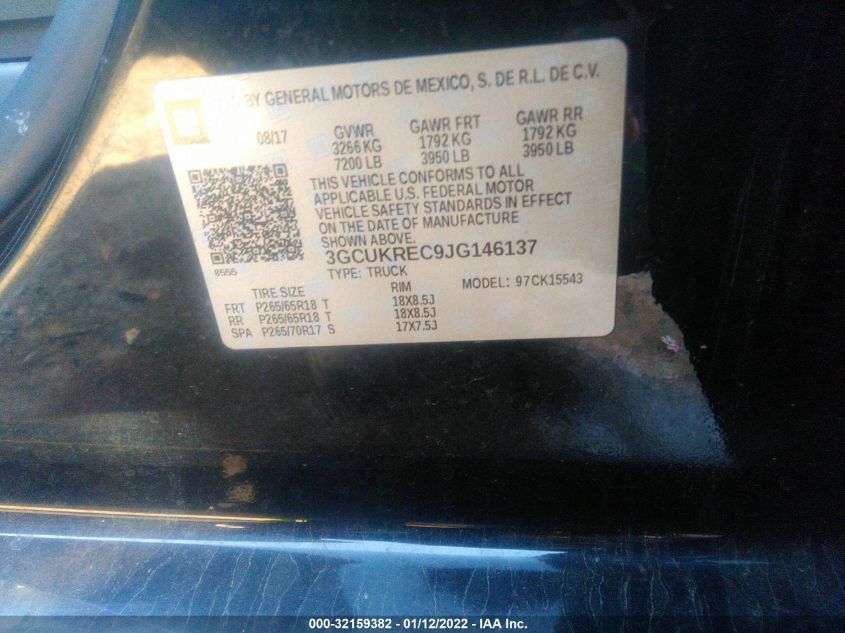 BY GENERAL MOTORS DE MEXICO, S. DE R.L. DE C.V.
08/17 GVWR GAWR FRT GAWR RR
3266 KG 1792 KG 1792 KG
7200 LB 3950 LB 3950 LB
THIS VEHICLE CONFORMS TO ALL
APPLICABLE U.S. FEDERAL MOTOR
VEHICLE SAFETY STANDARDS IN EFFECT
ON THE DATE OF MANUFACTURE
SHOWN ABOVE.
3GCUKREC9JG146137
8555
TYPE: TRUCK MODEL: 97CK15543
TIRE SIZE RIM
FRT P265/65R18 T 18X8.5J
RR P265/65R18 T 18X8.5J
SPA P265/70R17 S 17X7.5J
000-32159382 - 01/12/2022 - IAA Inc.